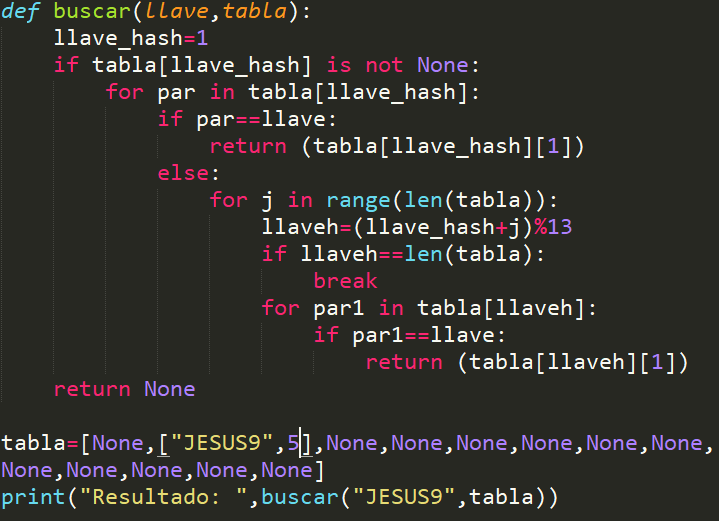 def buscar(llave,tabla):
    llave_hash=1
    if tabla[llave_hash] is not None:
        for par in tabla[llave_hash]:
            if par==llave:
                return (tabla[llave_hash][1])
            else:
                for j in range(len(tabla)):
                    llaveh=(llave_hash+j)%13
                    if llaveh==len(tabla):
                        break
                    for par1 in tabla[llaveh]:
                        if par1==llave:
                            return (tabla[llaveh][1])
    return None

tabla=[None,["JESUS9",5],None,None,None,None,None,None,
None,None,None,None,None]
print("Resultado: ",buscar("JESUS9",tabla))